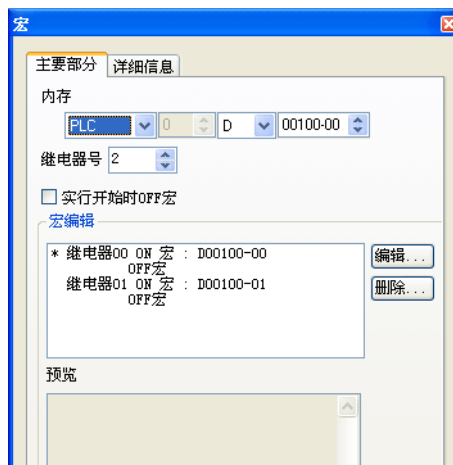 宏
主要部分 详细信息
内存
PLC 0 D 00100-00
继电器号 2
实行开始时OFF宏
宏编辑
* 继电器00 ON 宏 : D00100-00
OFF宏
继电器01 ON 宏 : D00100-01
OFF宏
编辑...
删除...
预览